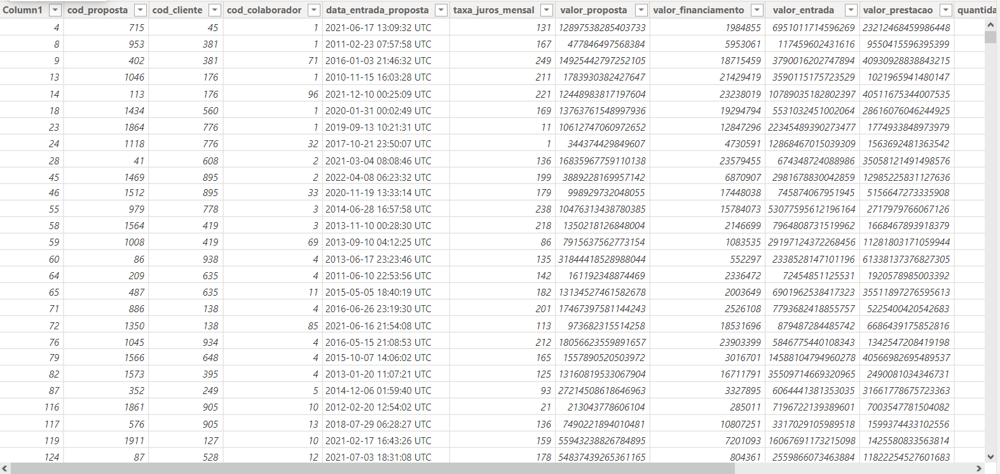 Column1 cod_proposta cod_cliente cod_colaborador data_entrada_proposta taxa_juros_mensal valor_proposta valor_financiamento valor_entrada valor_prestacao quantida
4 715 45 1 2021-06-17 13:09:32 UTC 131 12897538285403733 1984855 6951011714596269 23212468459986448
8 953 381 1 2011-02-23 07:57:58 UTC 167 477846497568384 5953061 117459602431616 9550415596395399
9 402 381 71 2016-01-03 21:46:32 UTC 249 14925442797252105 18715459 3790016202747894 40930928838843215
13 1046 176 1 2010-11-15 16:03:28 UTC 211 1783930382427647 21429419 3590115175723529 1021965941480147
14 113 176 96 2021-12-10 00:25:09 UTC 221 12448983817197604 23238019 10789035182802397 40511675344007535
18 1434 560 1 2020-01-31 00:02:49 UTC 169 13763761548997936 19294794 5531032451002064 28616076046244925
23 1864 776 1 2019-09-13 10:21:31 UTC 11 10612747060972652 12847296 22345489390273477 1774933848973979
24 1118 776 32 2017-10-21 23:50:07 UTC 1 344374429849607 4730591 12868467015039309 1563692481363542
28 41 608 2 2021-03-04 08:08:46 UTC 136 16835967759110138 23579455 674348724088986 35058121491498576
45 1469 895 2 2022-04-08 06:23:32 UTC 199 3889228169957142 6870907 2981678830042859 12985225831127636
46 1512 895 33 2020-11-19 13:33:14 UTC 179 998929732048055 17448038 745874067951945 5156647273335908
55 979 778 3 2014-06-28 16:57:58 UTC 238 10476313438780385 15784073 53077595612196164 2717979766067126
58 1564 419 3 2013-11-10 00:28:30 UTC 218 1350218126848004 2146699 7964808731519962 1668467893918379
59 1008 419 69 2013-09-10 04:12:25 UTC 86 7915637562773154 1083535 29197124372268456 11281803171059944
60 86 938 4 2013-06-17 23:23:46 UTC 135 31844418528988044 552297 2338528147101196 61338137376827305
64 209 635 4 2011-06-10 22:53:56 UTC 142 161192348874469 2336472 72454851125531 1920578985003392
65 487 635 11 2015-05-05 18:40:19 UTC 182 13134527461582678 2003649 6901962538417323 35511897276595613
71 886 138 4 2016-06-26 23:19:30 UTC 201 17467397581144243 2526108 7793682418855757 5225400420542683
72 1350 138 85 2021-06-16 21:54:08 UTC 113 973682315514258 18531696 879487284485742 6686439175852816
76 1045 934 4 2016-05-15 21:08:53 UTC 212 18056623559891657 23903399 5846775440108343 1342547208419198
79 1566 648 4 2015-10-07 14:06:02 UTC 165 1557890520503972 3016701 14588104794960278 40566982695489537
82 1573 395 4 2013-01-20 11:07:21 UTC 125 13160819533067904 16711791 35509714669320965 2490081034346731
87 352 249 5 2014-12-06 01:59:40 UTC 93 27214508618646963 3327895 6064441381353035 31661778675723363
116 1861 905 10 2012-02-20 12:54:02 UTC 21 213043778606104 285011 7196722139389601 7003547781504082
117 576 905 13 2018-07-29 06:28:27 UTC 136 7490221894010481 10807251 3317029105989518 15993744331025​56
119 1911 127 10 2021-02-17 16:43:26 UTC 159 55943238826784895 7201093 16067691173215098 1425580833563814
124 87 528 12 2021-07-03 18:31:08 UTC 178 54837439265361165 804361 2559866073463884 11822254527601683